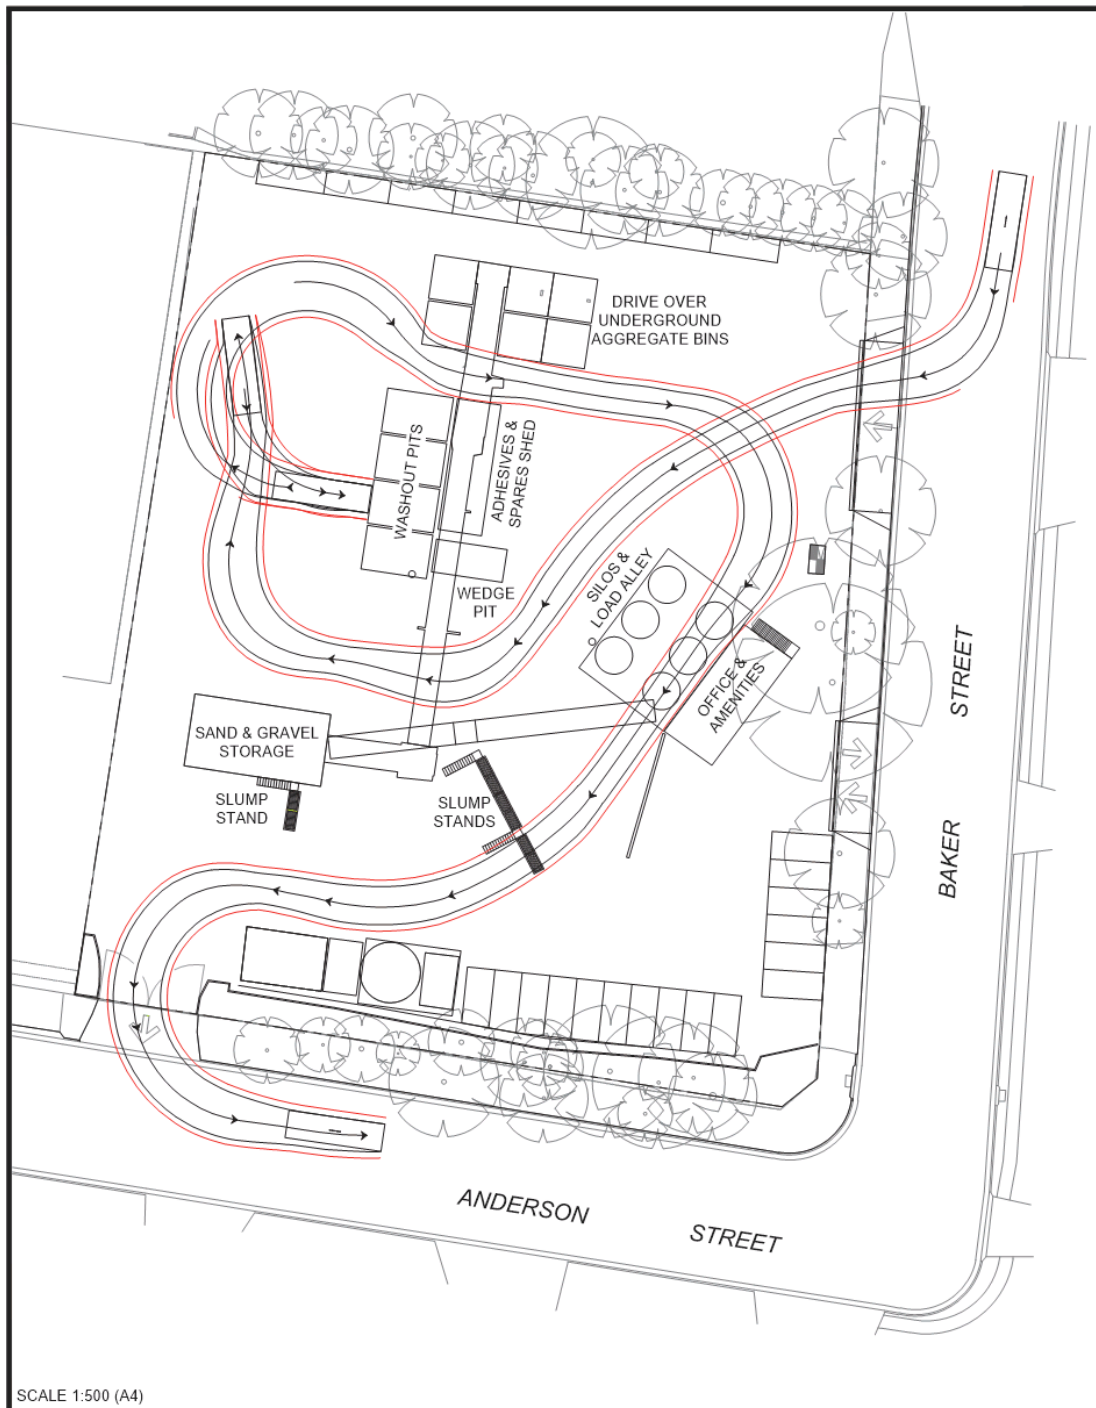 DRIVE OVER
UNDERGROUND
AGGREGATE BINS
WASHOUT PITS
ADHESIVES &
SPARES SHED
WEDGE
PIT
SILOS &
LOAD ALLEY
OFFICE &
AMENITIES
SAND & GRAVEL
STORAGE
SLUMP
STAND
SLUMP
STANDS
BAKER STREET
ANDERSON STREET
SCALE 1:500 (A4)